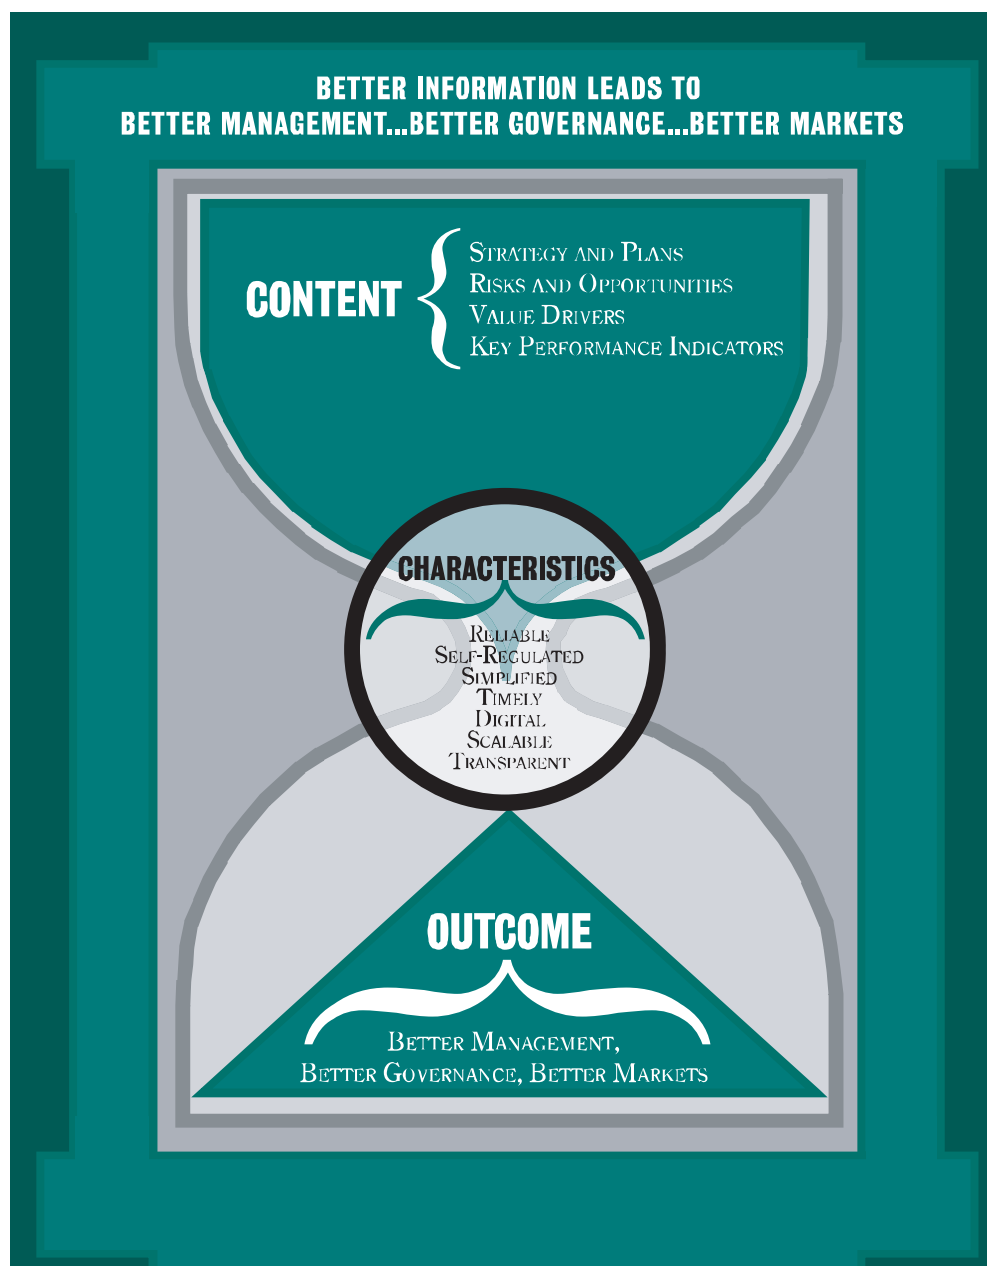 BETTER INFORMATION LEADS TO
BETTER MANAGEMENT...BETTER GOVERNANCE...BETTER MARKETS
CONTENT
STRATEGY AND PLANS
RISKS AND OPPORTUNITIES
VALUE DRIVERS
KEY PERFORMANCE INDICATORS
CHARACTERISTICS
RELIABLE
SELF-REGULATED
SIMPLIFIED
TIMELY
DIGITAL
SCALABLE
TRANSPARENT
OUTCOME
BETTER MANAGEMENT,
BETTER GOVERNANCE, BETTER MARKETS